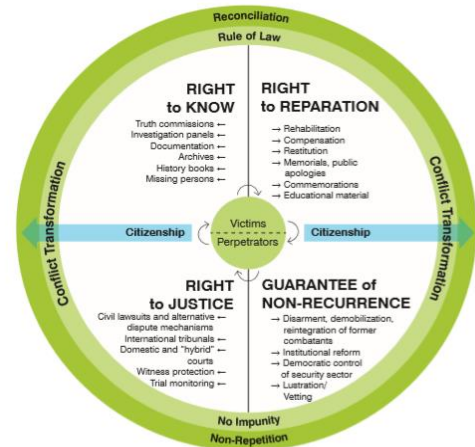 Reconciliation
Rule of Law
RIGHT
to KNOW
Truth commissions ←
Investigation panels ←
Documentation ←
Archives ←
History books ←
Missing persons ←
RIGHT
to REPARATION
→ Rehabilitation
→ Compensation
→ Restitution
→ Memorials, public
apologies
→ Commemorations
→ Educational material
Conflict Transformation
Citizenship
Victims
Perpetrators
Citizenship
Conflict Transformation
RIGHT
to JUSTICE
Civil lawsuits and alternative ←
dispute mechanisms
International tribunals ←
Domestic and "hybrid" ←
courts
Witness protection ←
Trial monitoring ←
GUARANTEE of
NON-RECURRENCE
→ Disarment, demobilization,
reintegration of former
combatants
→ Institutional reform
→ Democratic control
of security sector
→ Lustration/
Vetting
No Impunity
Non-Repetition